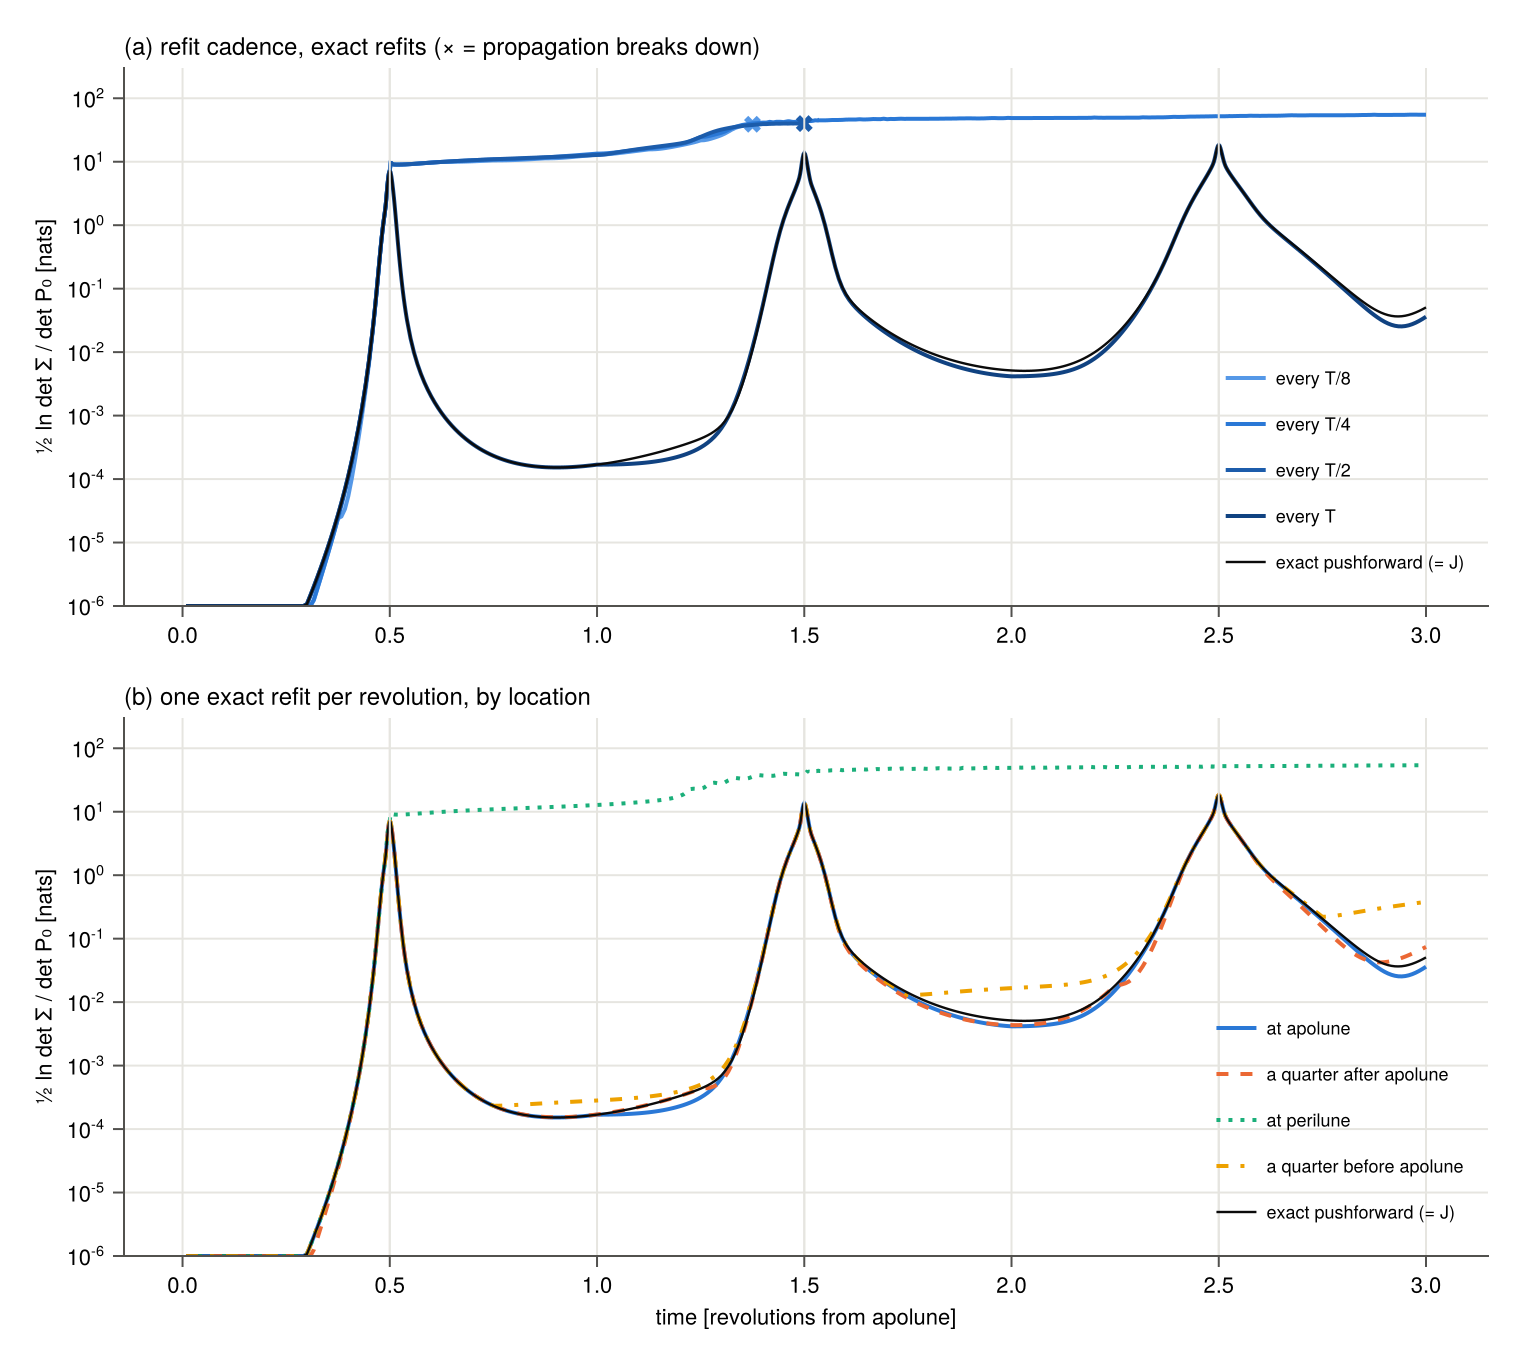 (a) refit cadence, exact refits (× = propagation breaks down)
½ ln det Σ / det P₀ [nats]
10²
10¹
10⁰
10⁻¹
10⁻²
10⁻³
10⁻⁴
10⁻⁵
10⁻⁶
every T/8
every T/4
every T/2
every T
exact pushforward (= J)
0.0 0.5 1.0 1.5 2.0 2.5 3.0
(b) one exact refit per revolution, by location
½ ln det Σ / det P₀ [nats]
10²
10¹
10⁰
10⁻¹
10⁻²
10⁻³
10⁻⁴
10⁻⁵
10⁻⁶
at apolune
a quarter after apolune
at perilune
a quarter before apolune
exact pushforward (= J)
0.0 0.5 1.0 1.5 2.0 2.5 3.0
time [revolutions from apolune]